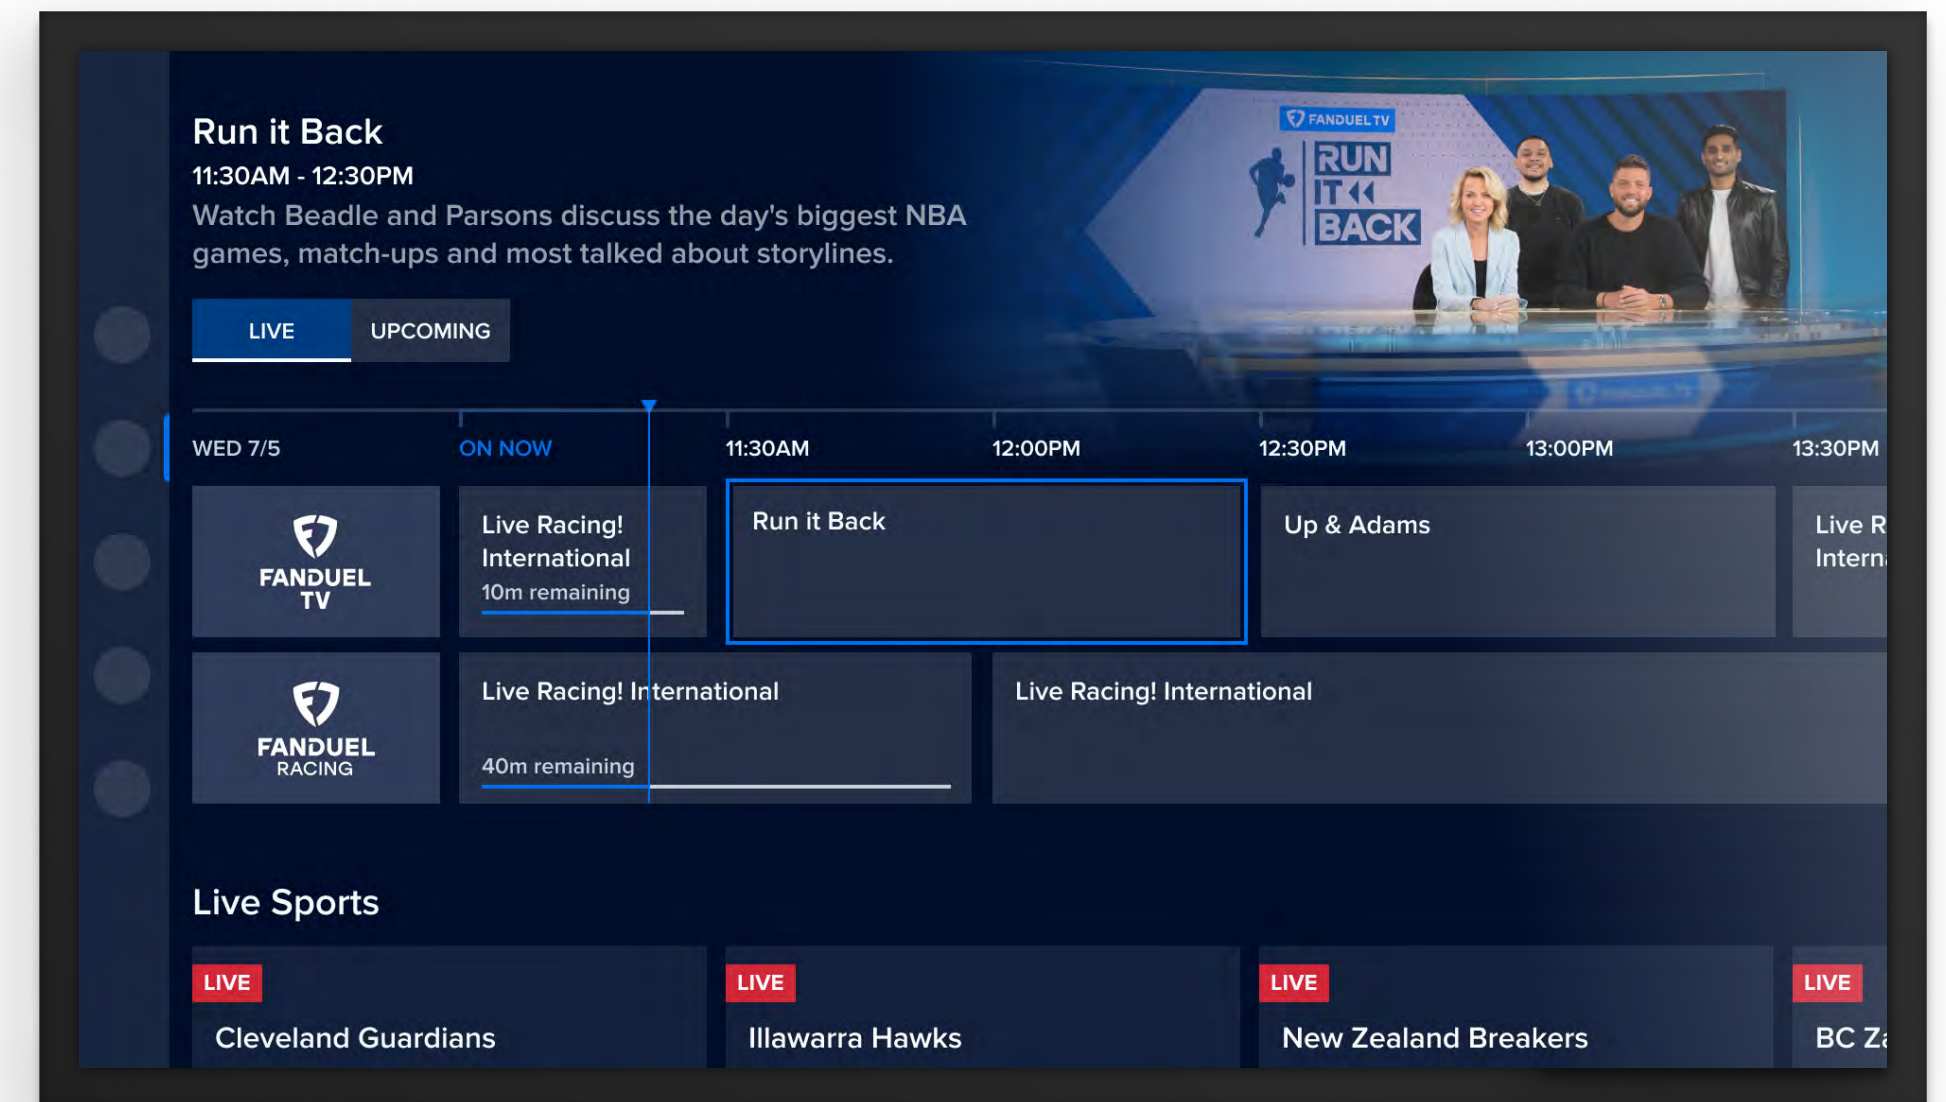 Run it Back
11:30AM - 12:30PM
Watch Beadle and Parsons discuss the day's biggest NBA
games, match-ups and most talked about storylines.
FANDUEL TV
RUN
IT
BACK
LIVE
UPCOMING
WED 7/5
ON NOW
11:30AM
12:00PM
12:30PM
13:00PM
13:30PM
FANDUEL
TV
Live Racing!
International
10m remaining
Run it Back
Up & Adams
Live R
Intern
FANDUEL
RACING
Live Racing! International
40m remaining
Live Racing! International
Live Sports
LIVE
Cleveland Guardians
LIVE
Illawarra Hawks
LIVE
New Zealand Breakers
LIVE
BC Za